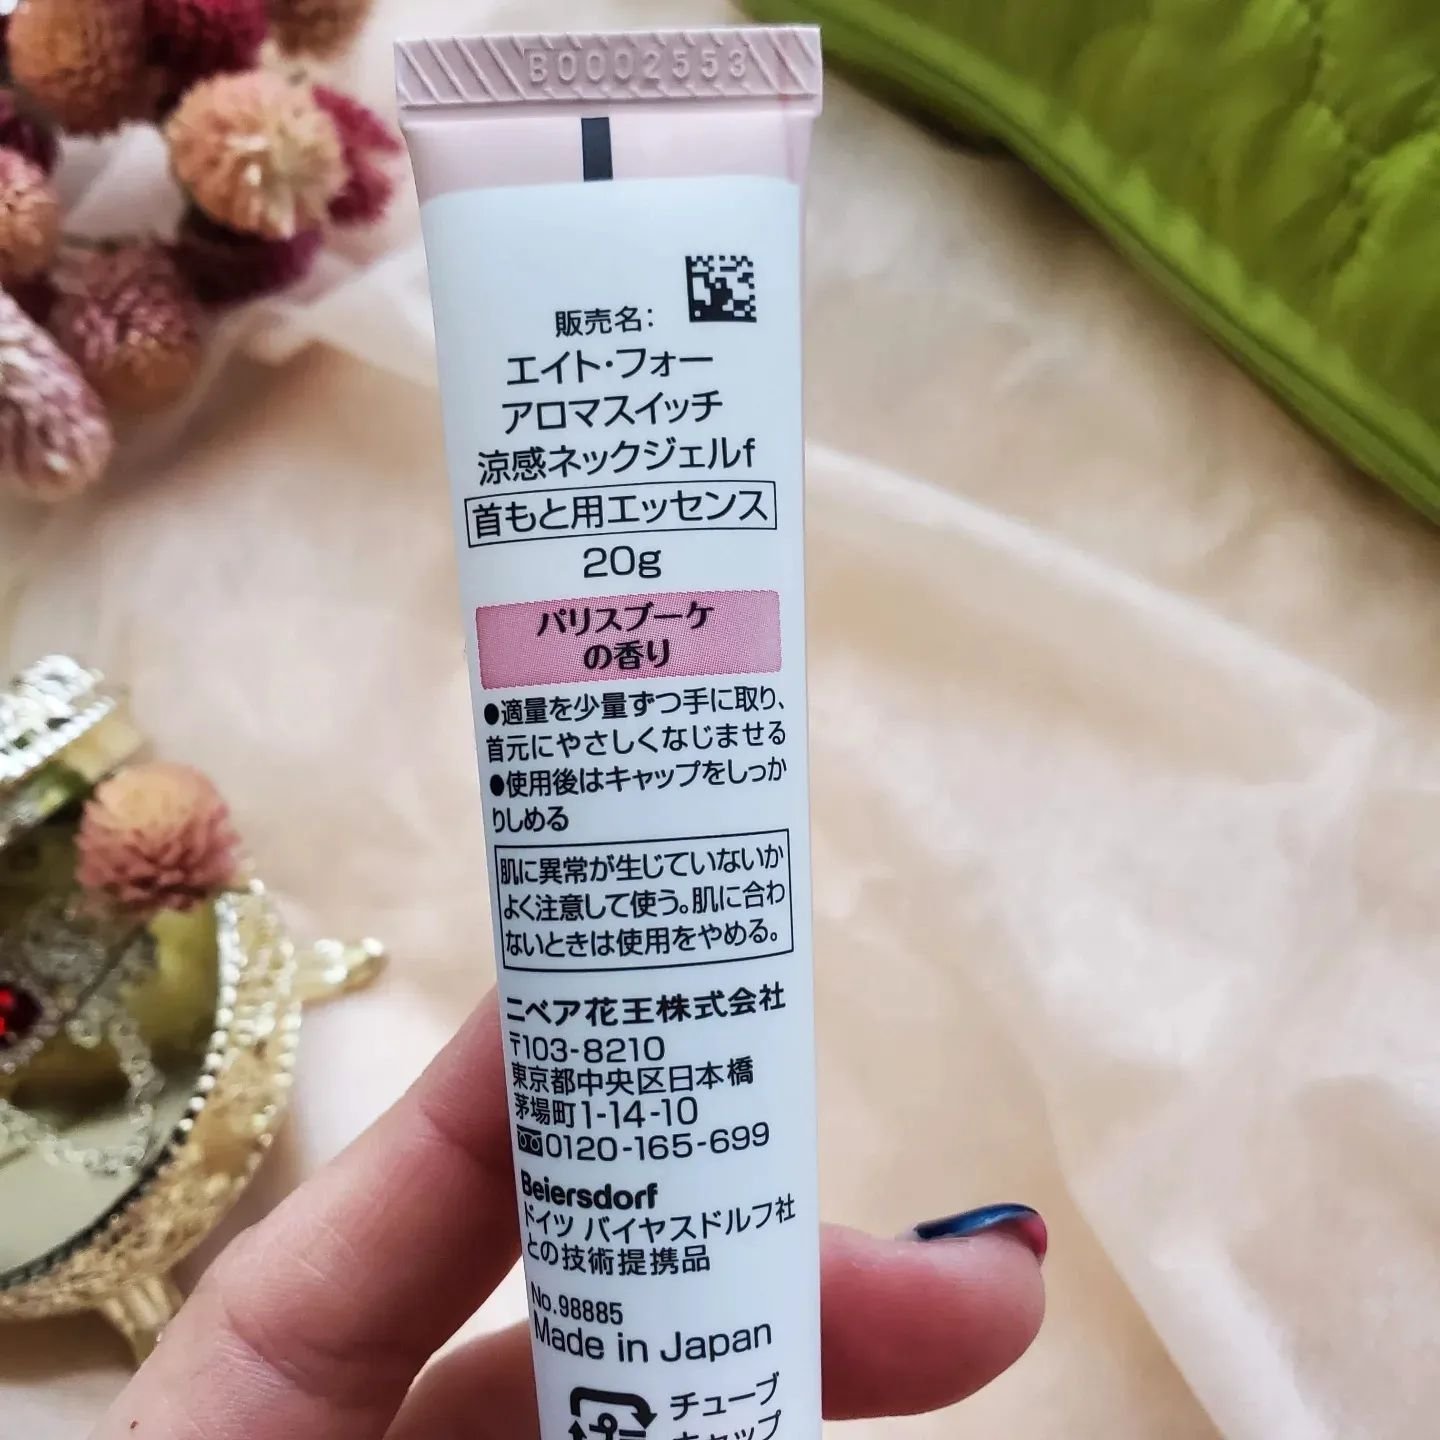 B0002553
販売名:
エイト・フォー
アロマスイッチ
涼感ネックジェルf
首もと用エッセンス
20g
パリスブーケ
の香り
●適量を少量ずつ手に取り、
首元にやさしくなじませる
●使用後はキャップをしっか
りしめる
肌に異常が生じていないか
よく注意して使う。肌に合わ
ないときは使用をやめる。
ニベア花王株式会社
〒103-8210
東京都中央区日本橋
茅場町1-14-10
0120-165-699
Beiersdorf
ドイツ バイヤスドルフ社
との技術提携品
No.98885
Made in Japan
チューブ
キャップ